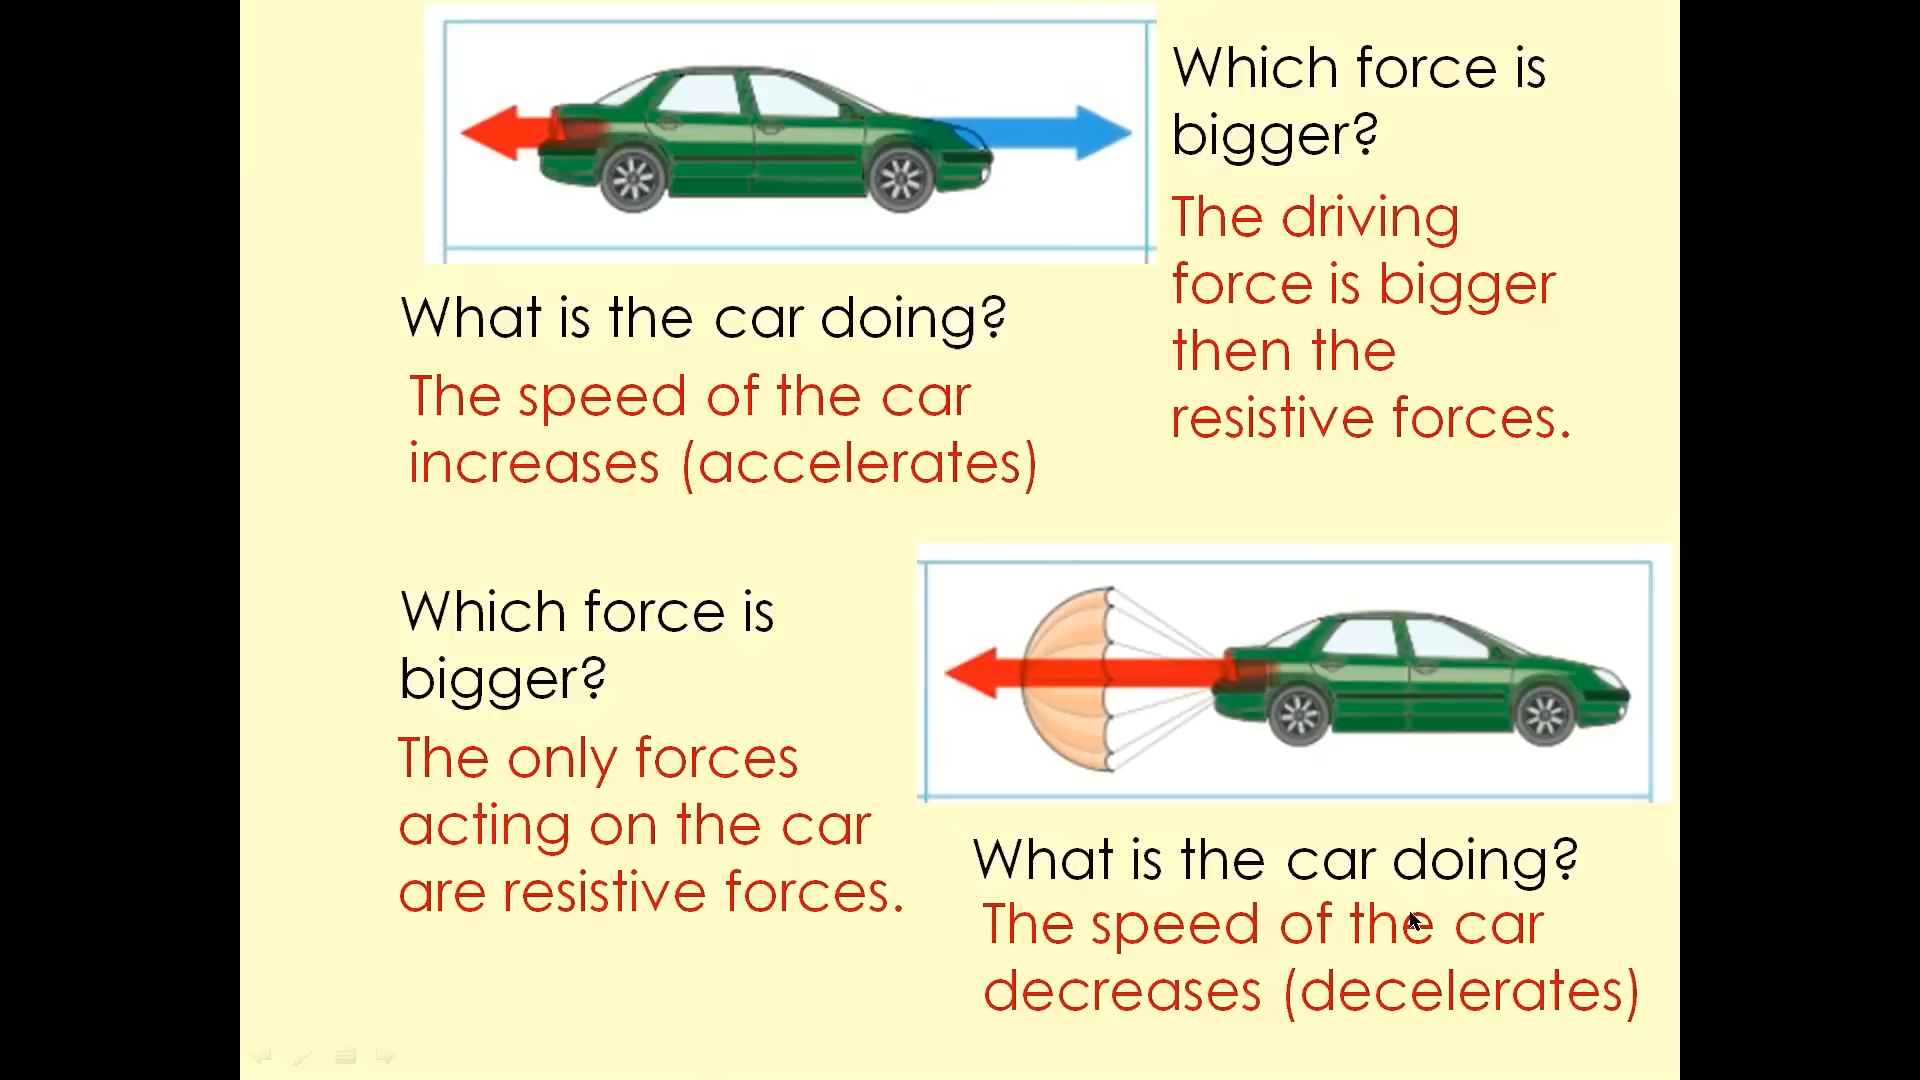 Which force is
bigger?
The driving
force is bigger
then the
resistive forces.
What is the car doing?
The speed of the car
increases (accelerates)
Which force is
bigger?
The only forces
acting on the car
are resistive forces.
What is the car doing?
The speed of the car
decreases (decelerates)